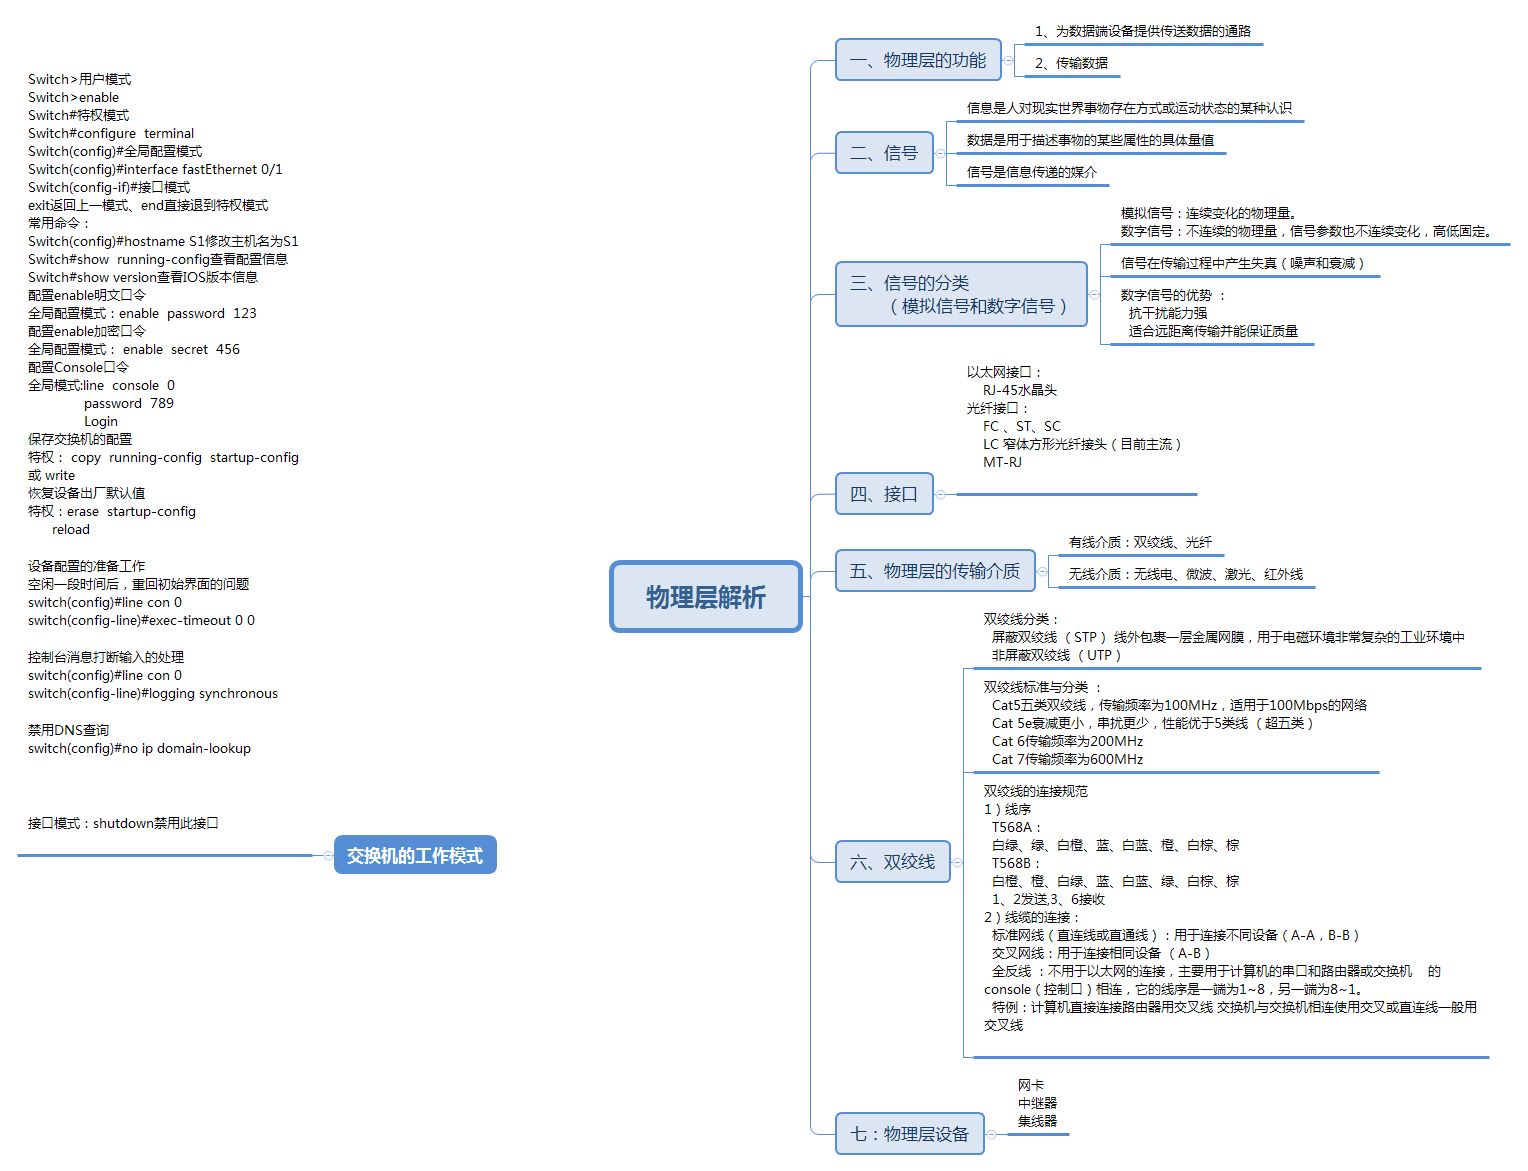 Switch>用户模式
Switch>enable
Switch#特权模式
Switch#configure  terminal
Switch(config)#全局配置模式
Switch(config)#interface fastEthernet 0/1
Switch(config-if)#接口模式
exit返回上一模式、end直接退到特权模式
常用命令：
Switch(config)#hostname S1修改主机名为S1
Switch#show  running-config查看配置信息
Switch#show version查看IOS版本信息
配置enable明文口令
全局配置模式：enable  password  123
配置enable加密口令
全局配置模式： enable  secret  456
配置Console口令
全局模式:line  console  0
password  789
Login
保存交换机的配置
特权： copy  running-config  startup-config
或 write
恢复设备出厂默认值
特权：erase  startup-config
reload
设备配置的准备工作
空闲一段时间后，重回初始界面的问题
switch(config)#line con 0
switch(config-line)#exec-timeout 0 0
控制台消息打断输入的处理
switch(config)#line con 0
switch(config-line)#logging synchronous
禁用DNS查询
switch(config)#no ip domain-lookup
接口模式：shutdown禁用此接口
交换机的工作模式
物理层解析
一、物理层的功能
1、为数据端设备提供传送数据的通路
2、传输数据
二、信号
信息是人对现实世界事物存在方式或运动状态的某种认识
数据是用于描述事物的某些属性的具体量值
信号是信息传递的媒介
三、信号的分类
（模拟信号和数字信号）
模拟信号：连续变化的物理量。
数字信号：不连续的物理量，信号参数也不连续变化，高低固定。
信号在传输过程中产生失真（噪声和衰减）
数字信号的优势 ：
抗干扰能力强
适合远距离传输并能保证质量
四、接口
以太网接口：
RJ-45水晶头
光纤接口：
FC 、ST、SC
LC 窄体方形光纤接头（目前主流）
MT-RJ
五、物理层的传输介质
有线介质：双绞线、光纤
无线介质：无线电、微波、激光、红外线
六、双绞线
双绞线分类：
屏蔽双绞线 （STP） 线外包裹一层金属网膜，用于电磁环境非常复杂的工业环境中
非屏蔽双绞线 （UTP）
双绞线标准与分类 ：
Cat5五类双绞线，传输频率为100MHz，适用于100Mbps的网络
Cat 5e衰减更小，串扰更少，性能优于5类线 （超五类）
Cat 6传输频率为200MHz
Cat 7传输频率为600MHz
双绞线的连接规范
1）线序
T568A：
白绿、绿、白橙、蓝、白蓝、橙、白棕、棕
T568B：
白橙、橙、白绿、蓝、白蓝、绿、白棕、棕
1、2发送,3、6接收
2）线缆的连接：
标准网线（直连线或直通线）：用于连接不同设备（A-A，B-B）
交叉网线：用于连接相同设备 （A-B）
全反线 ：不用于以太网的连接，主要用于计算机的串口和路由器或交换机    的
console（控制口）相连，它的线序是一端为1~8，另一端为8~1。
特例：计算机直接连接路由器用交叉线 交换机与交换机相连使用交叉或直连线一般用
交叉线
七：物理层设备
网卡
中继器
集线器